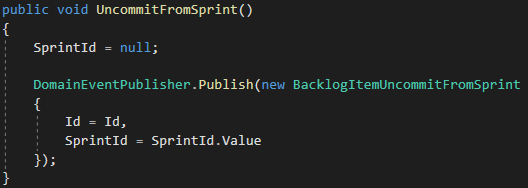 public void UncommitFromSprint()
{
SprintId = null;
DomainEventPublisher.Publish(new BacklogItemUncommitFromSprint
{
Id = Id,
SprintId = SprintId.Value
});
}